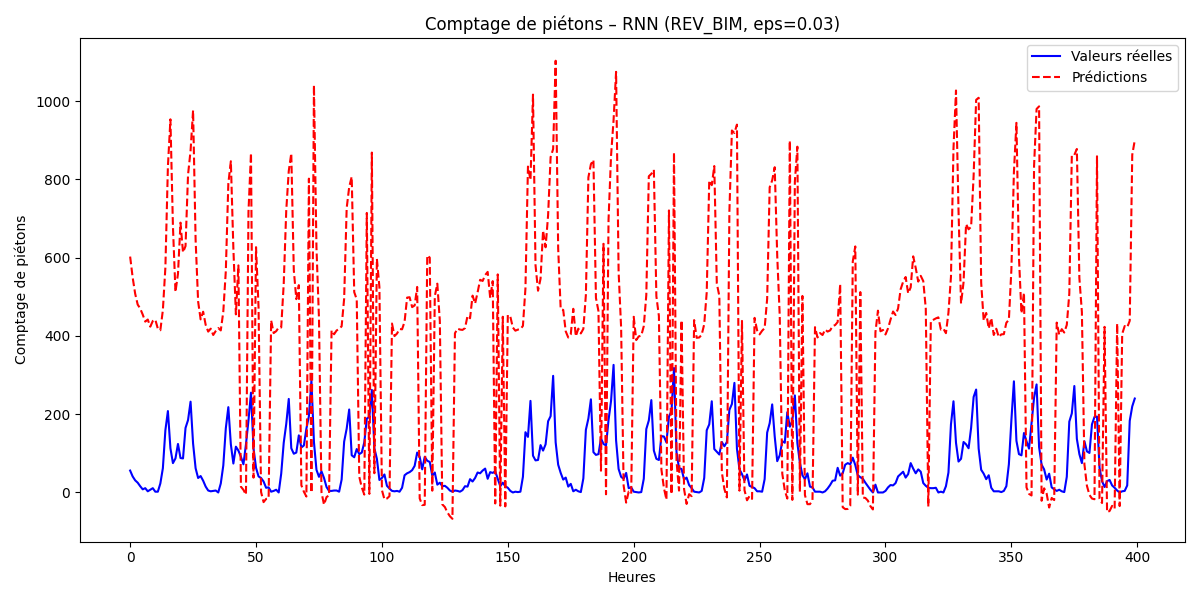 Comptage de piétons – RNN (REV_BIM, eps=0.03)
Valeurs réelles
Prédictions
Comptage de piétons
1000
800
600
400
200
0
0 50 100 150 200 250 300 350 400
Heures